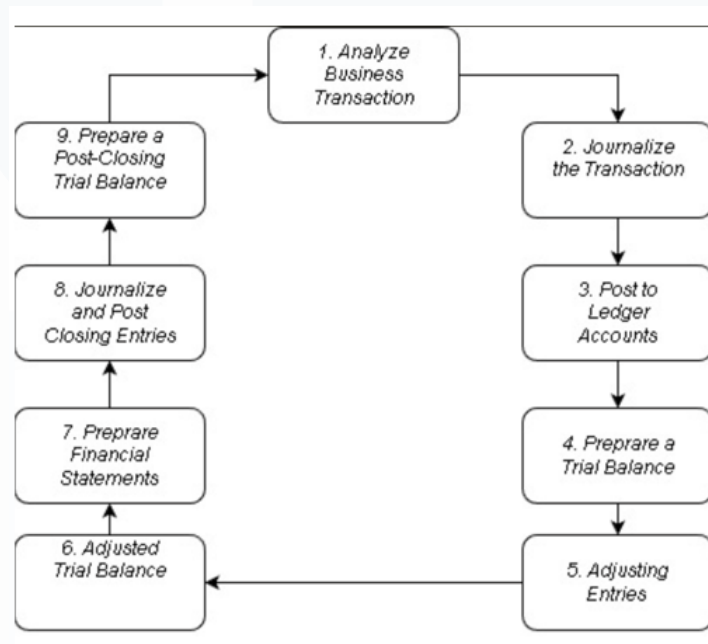 1. Analyze
Business
Transaction
2. Journalize
the Transaction
3. Post to
Ledger
Accounts
4. Preprare a
Trial Balance
5. Adjusting
Entries
6. Adjusted
Trial Balance
7. Preprare
Financial
Statements
8. Journalize
and Post
Closing Entries
9. Prepare a
Post-Closing
Trial Balance